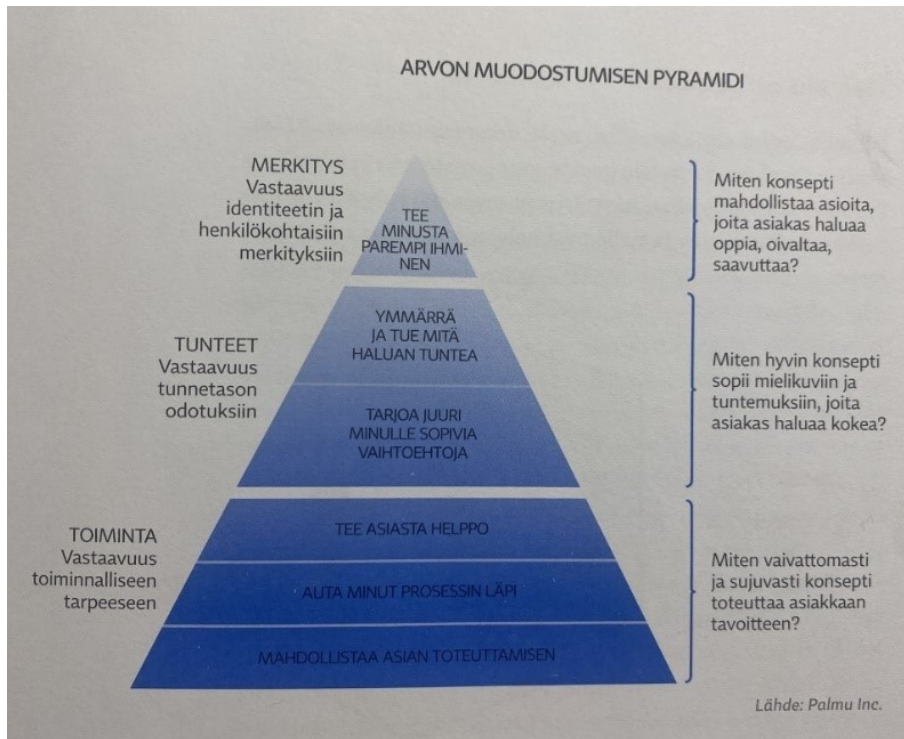 ARVON MUODOSTUMISEN PYRAMIDI
MERKITYS
Vastaavuus
identiteetin ja
henkilökohtaisiin
merkityksiin
TEE
MINUSTA
PAREMPI IHMI-
NEN
Miten konsepti
mahdollistaa asioita,
joita asiakas haluaa
oppia, oivaltaa,
saavuttaa?
TUNTEET
Vastaavuus
tunnetason
odotuksiin
YMMÄRRÄ
JA TUE MITÄ
HALUAN TUNTEA
TARJOA JUURI
MINULLE SOPIVIA
VAIHTOEHTOJA
Miten hyvin konsepti
sopii mielikuviin ja
tuntemuksiin, joita
asiakas haluaa kokea?
TOIMINTA
Vastaavuus
toiminnalliseen
tarpeeseen
TEE ASIASTA HELPPO
AUTA MINUT PROSESSIN LÄPI
MAHDOLLISTAA ASIAN TOTEUTTAMISEN
Miten vaivattomasti
ja sujuvasti konsepti
toteuttaa asiakkaan
tavoitteen?
Lähde: Palmu Inc.